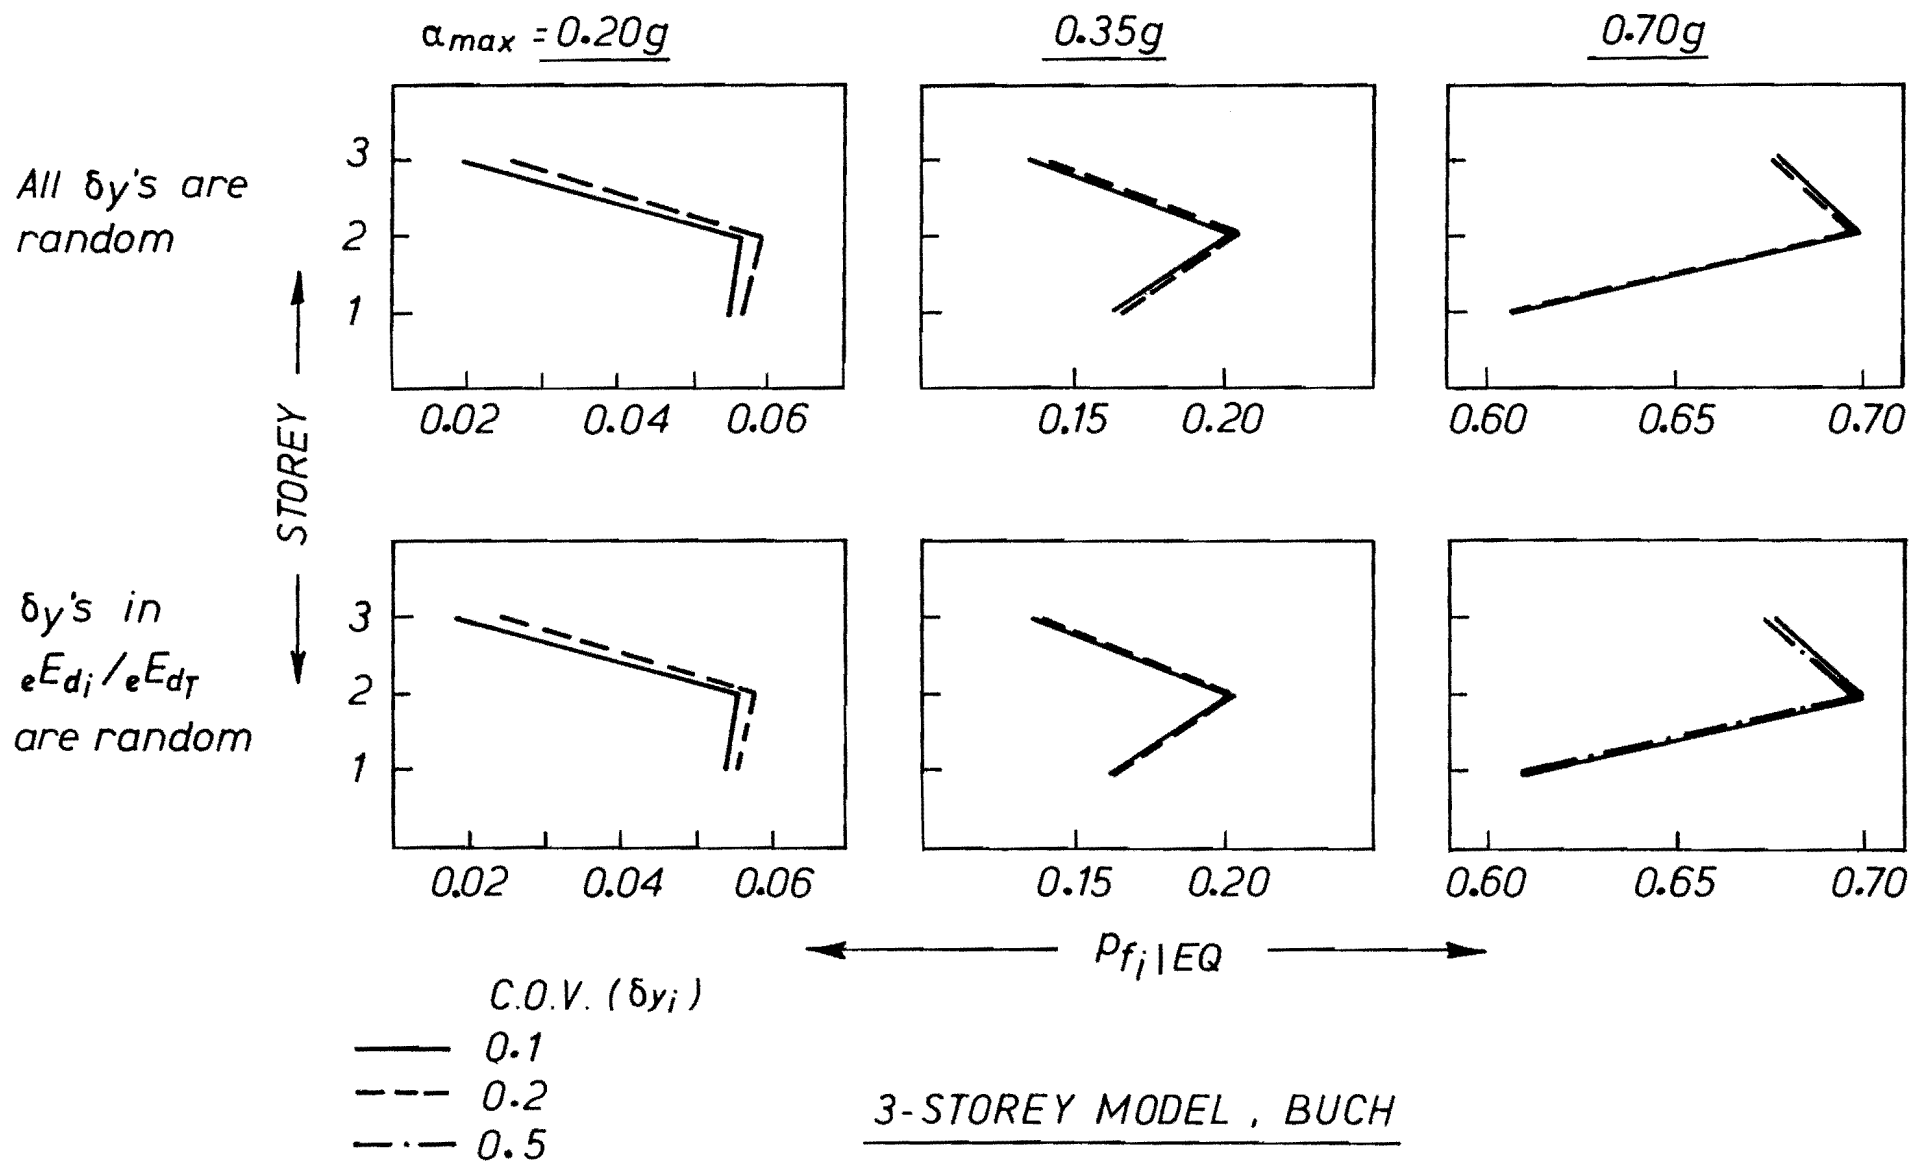 αmax = 0.20g
0.35g
0.70g
All δy's are
random
3
2
1
0.02 0.04 0.06
0.15 0.20
0.60 0.65 0.70
STOREY
δy's in
eEdi / eEdT
are random
3
2
1
0.02 0.04 0.06
0.15 0.20
0.60 0.65 0.70
pfi|EQ
C.O.V. (δyi)
0.1
0.2
0.5
3-STOREY MODEL, BUCH